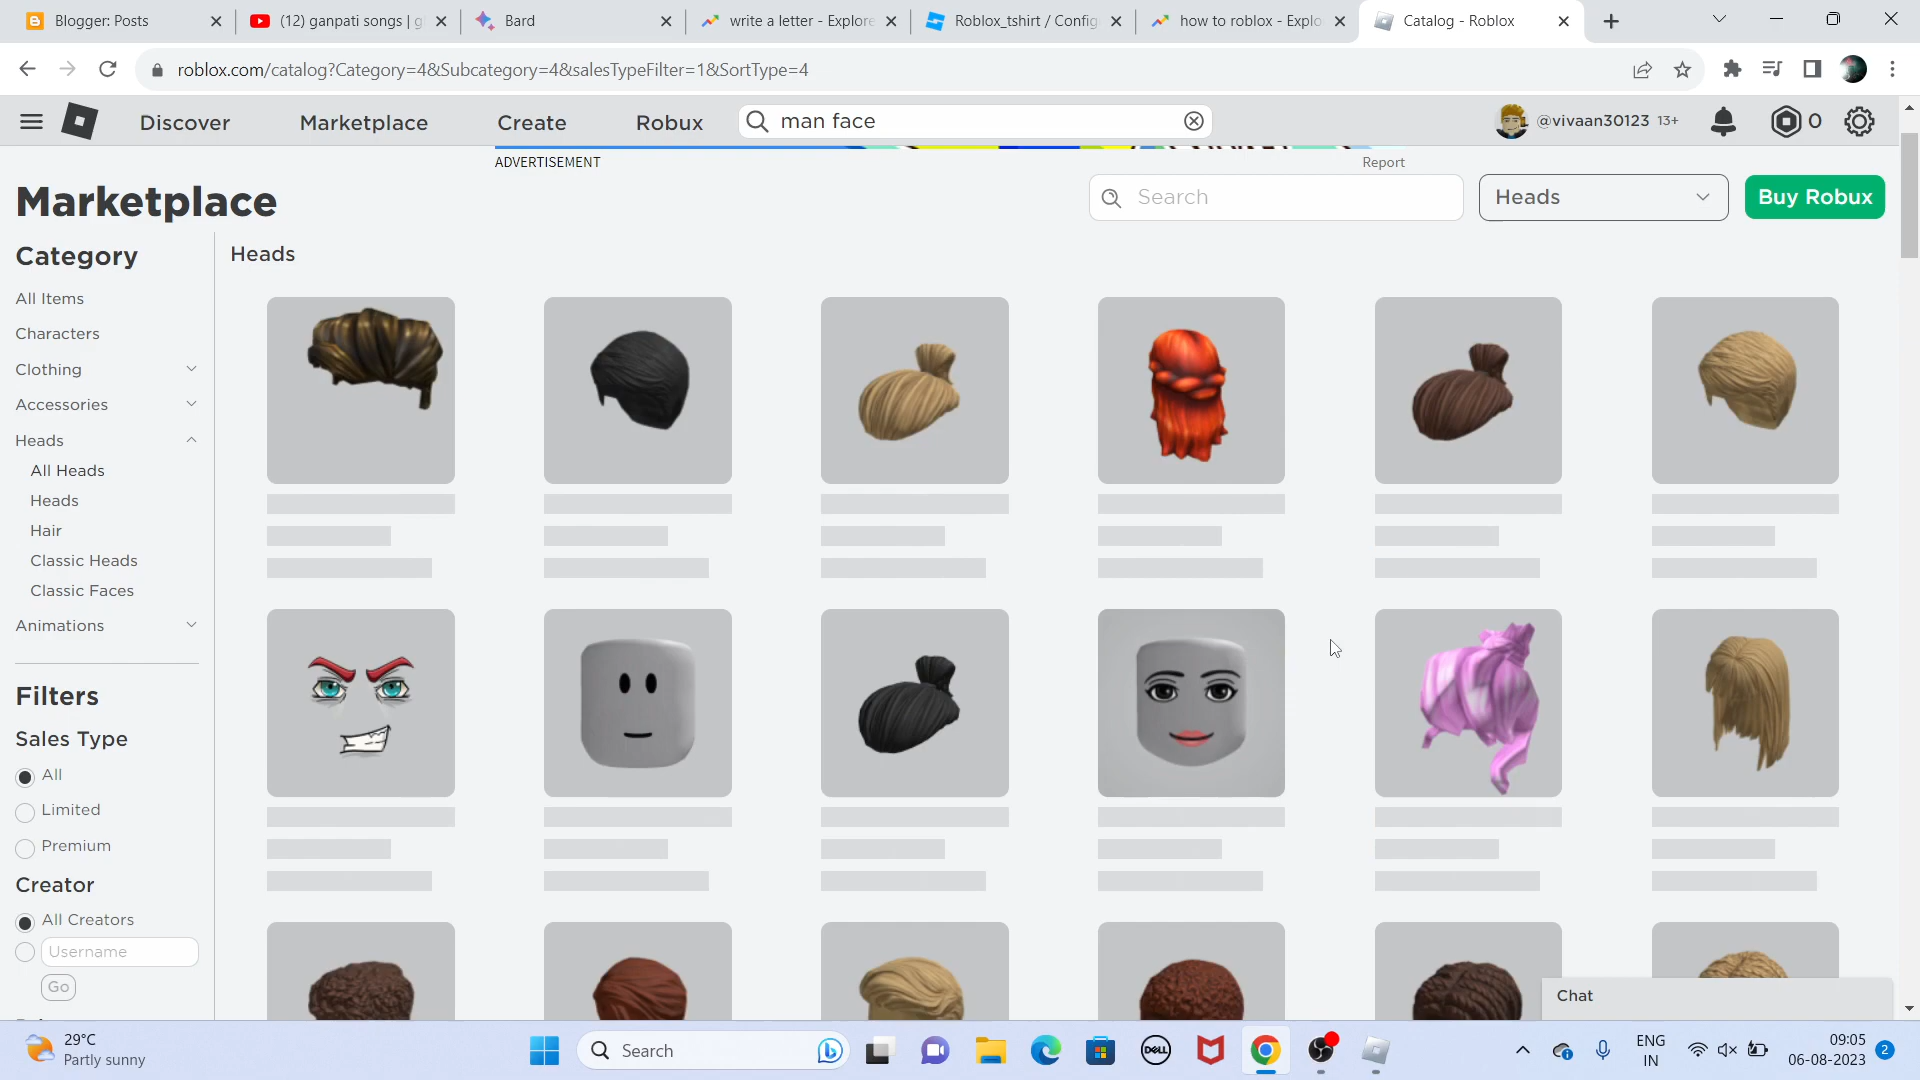 Blogger: Posts
(12) ganpati songs | g
Bard
write a letter - Explore
Roblox_tshirt / Config
how to roblox - Explo
Catalog - Roblox
roblox.com/catalog?Category=4&Subcategory=4&salesTypeFilter=1&SortType=4
Discover
Marketplace
Create
Robux
man face
@vivaan30123 13+
0
ADVERTISEMENT
Report
Marketplace
Search
Heads
Buy Robux
Category
Heads
All Items
Characters
Clothing
Accessories
Heads
All Heads
Heads
Hair
Classic Heads
Classic Faces
Animations
Filters
Sales Type
All
Limited
Premium
Creator
All Creators
Username
Go
Chat
29°C
Partly sunny
Search
DELL
ENG
IN
09:05
06-08-2023
2